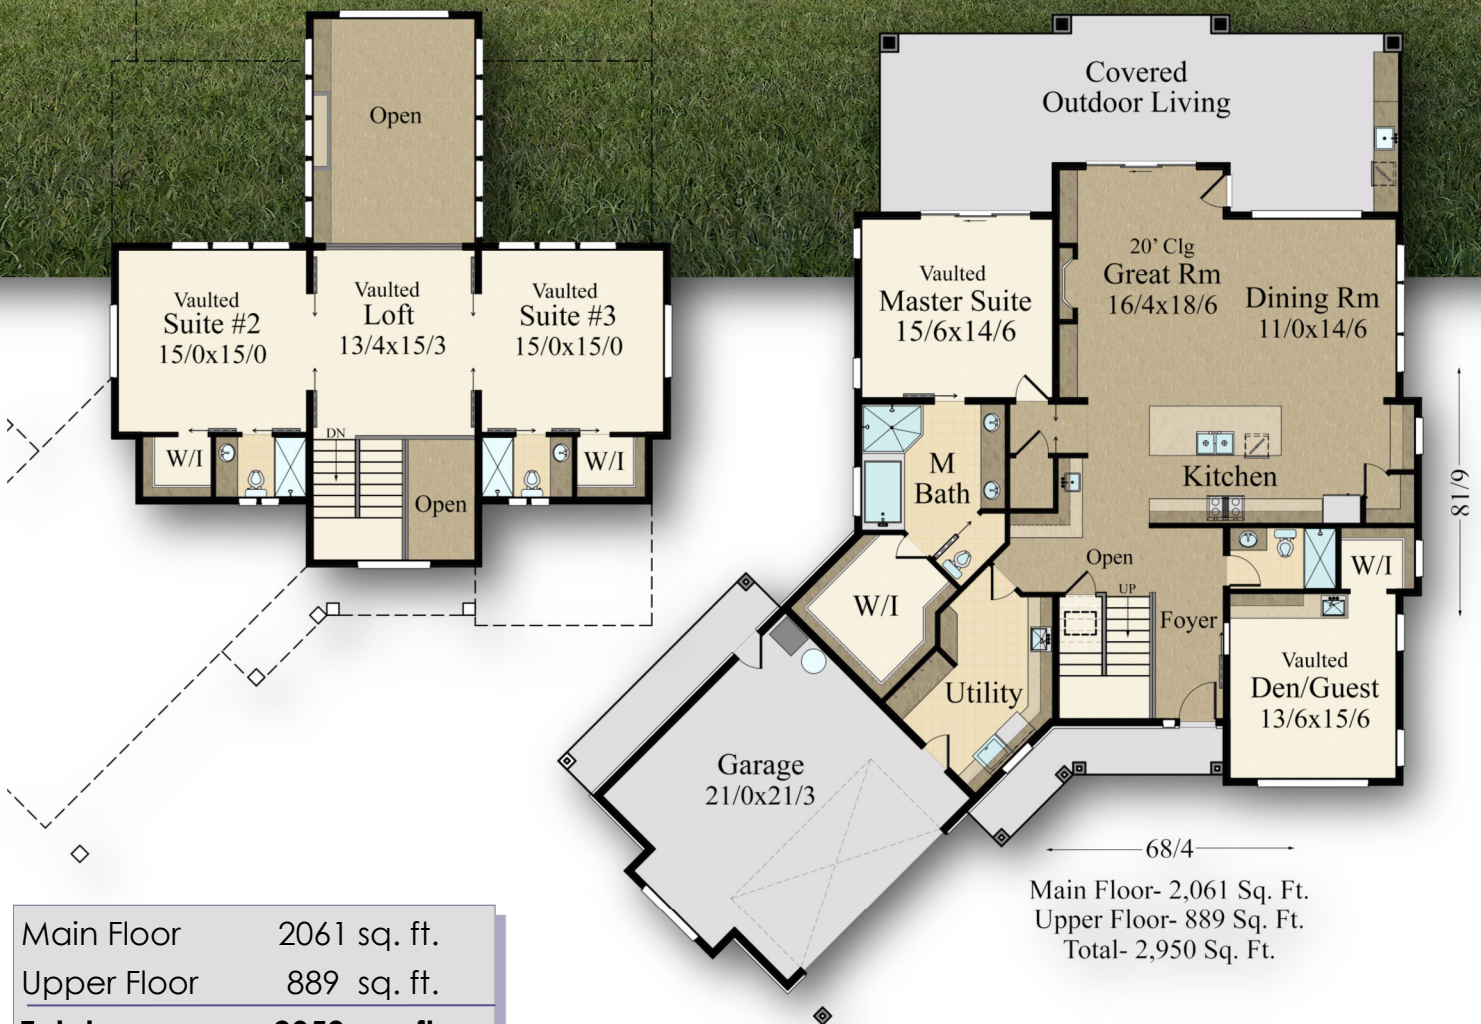 Open
Vaulted
Suite #2
15/0x15/0
Vaulted
Loft
13/4x15/3
Vaulted
Suite #3
15/0x15/0
W/I
DN
W/I
Open
Covered
Outdoor Living
Vaulted
Master Suite
15/6x14/6
20' Clg
Great Rm
16/4x18/6
Dining Rm
11/0x14/6
M
Bath
Kitchen
81/9
Open
W/I
UP
W/I
Foyer
Utility
Vaulted
Den/Guest
13/6x15/6
Garage
21/0x21/3
68/4
Main Floor- 2,061 Sq. Ft.
Upper Floor- 889 Sq. Ft.
Total- 2,950 Sq. Ft.
Main Floor 2061 sq. ft.
Upper Floor 889 sq. ft.